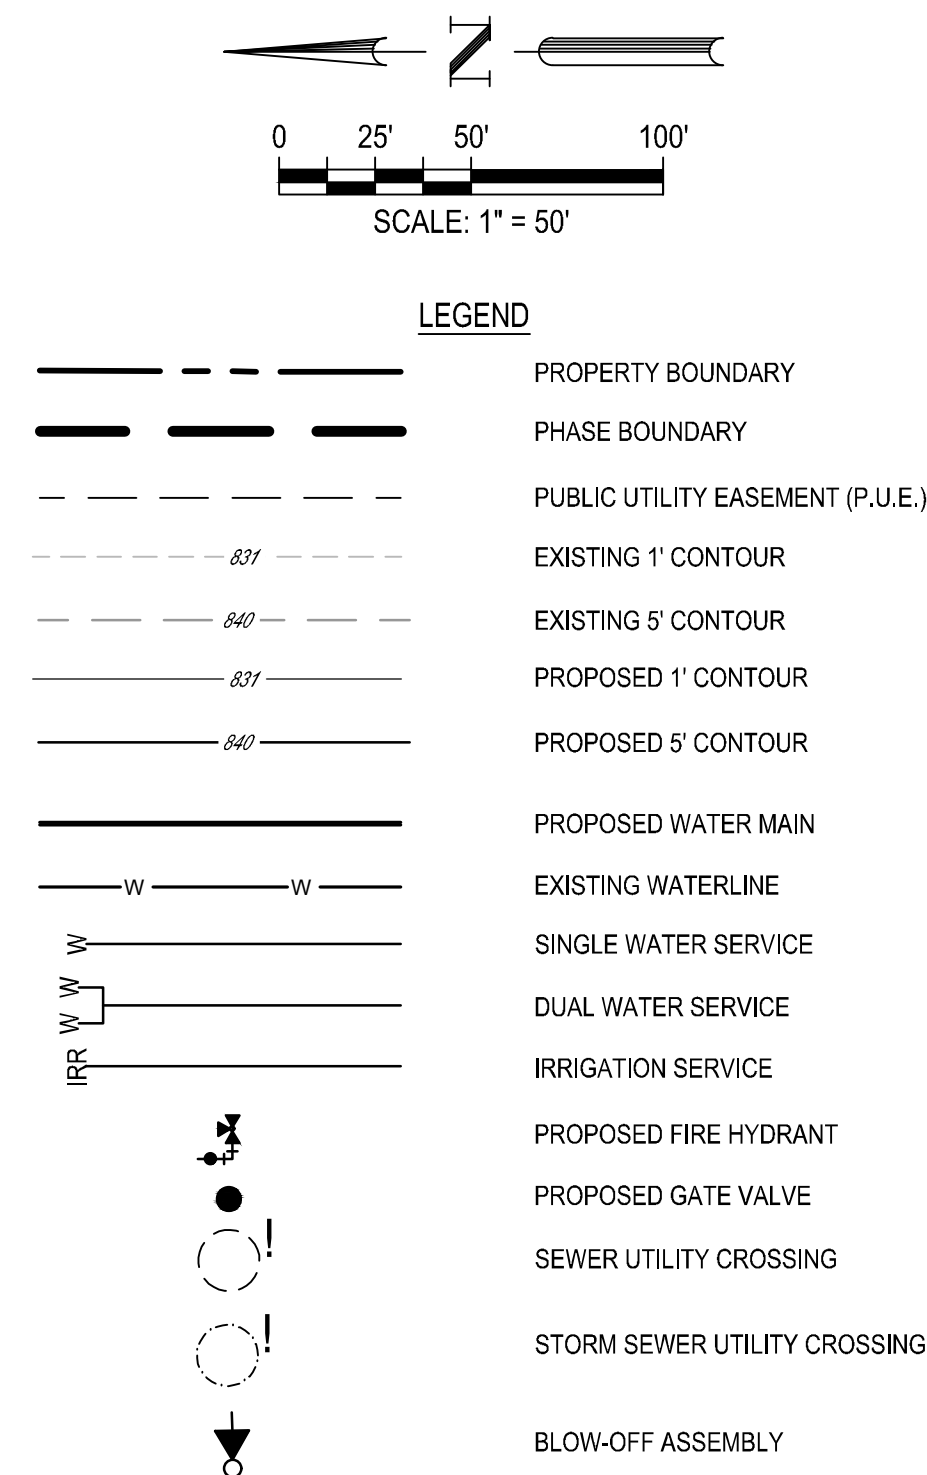 N
0 25' 50' 100'
SCALE: 1" = 50'
LEGEND
PROPERTY BOUNDARY
PHASE BOUNDARY
PUBLIC UTILITY EASEMENT (P.U.E.)
831 EXISTING 1' CONTOUR
840 EXISTING 5' CONTOUR
831 PROPOSED 1' CONTOUR
840 PROPOSED 5' CONTOUR
PROPOSED WATER MAIN
W W EXISTING WATERLINE
W SINGLE WATER SERVICE
W W DUAL WATER SERVICE
IRR IRRIGATION SERVICE
PROPOSED FIRE HYDRANT
PROPOSED GATE VALVE
! SEWER UTILITY CROSSING
! STORM SEWER UTILITY CROSSING
BLOW-OFF ASSEMBLY